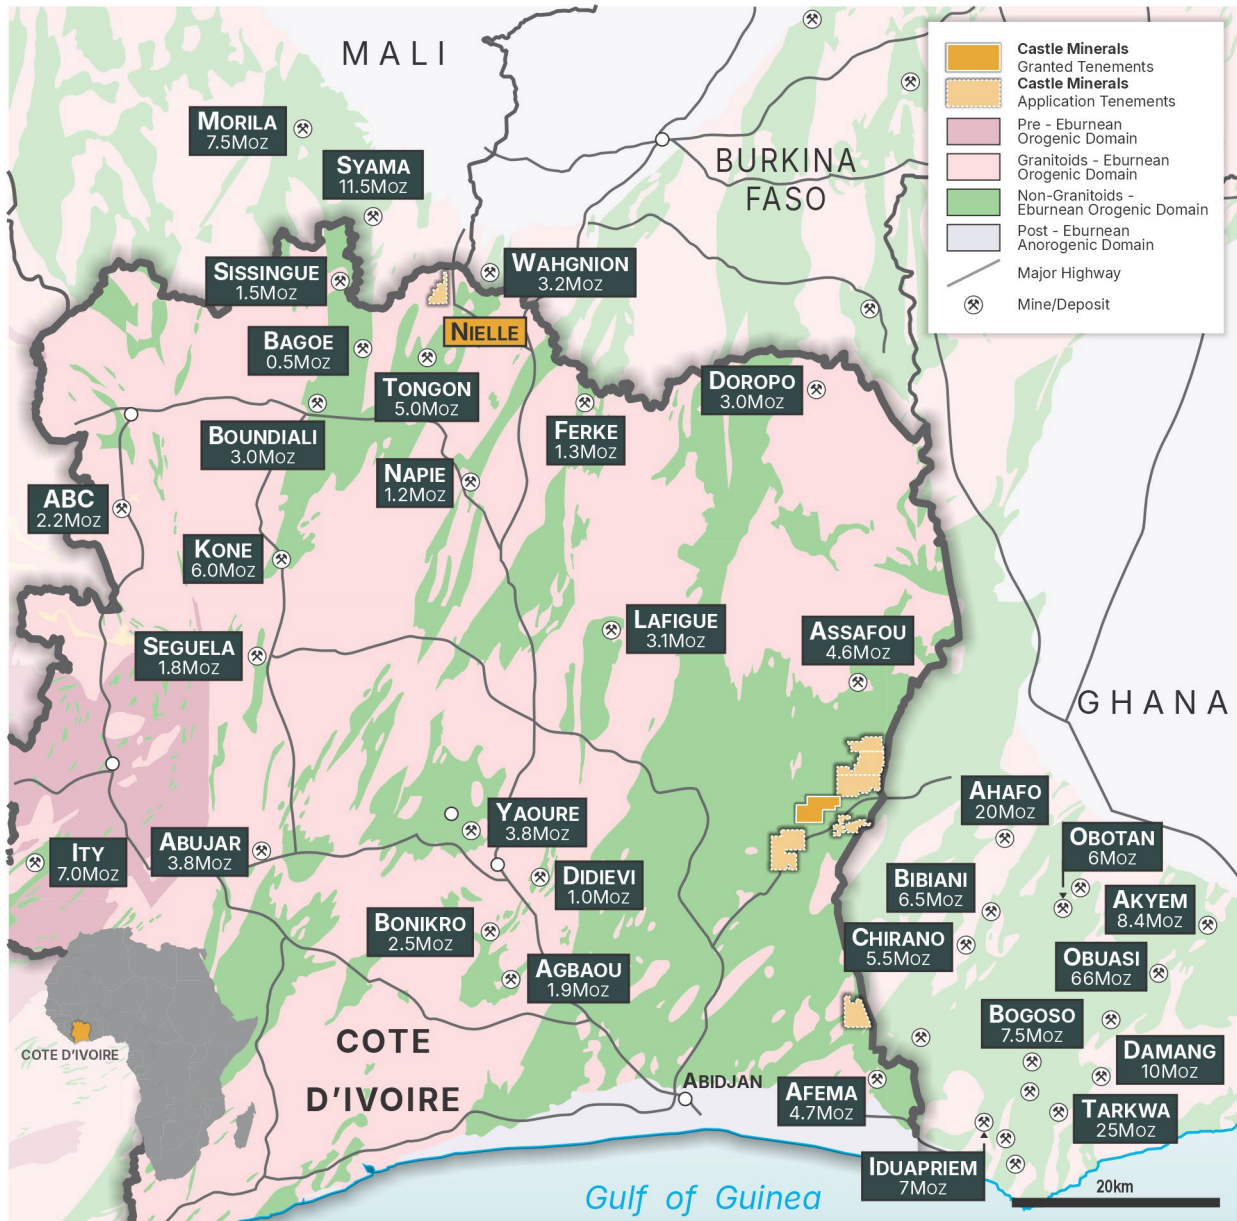 MALI
Castle Minerals
Granted Tenements
Castle Minerals
Application Tenements
Pre - Eburnean
Orogenic Domain
Granitoids - Eburnean
Orogenic Domain
Non-Granitoids -
Eburnean Orogenic Domain
Post - Eburnean
Anorogenic Domain
Major Highway
Mine/Deposit
MORILA
7.5MOZ
SYAMA
11.5MOZ
BURKINA
FASO
SISSINGUE
1.5MOZ
WAHGNION
3.2MOZ
NIELLE
BAGOE
0.5MOZ
TONGON
5.0MOZ
DOROPO
3.0MOZ
BOUNDIALI
3.0MOZ
FERKE
1.3MOZ
NAPIE
1.2MOZ
ABC
2.2MOZ
KONE
6.0MOZ
LAFIGUE
3.1MOZ
ASSAFOU
4.6MOZ
SEGUELA
1.8MOZ
GHANA
AHAFO
20MOZ
YAOURE
3.8MOZ
ABUJAR
3.8MOZ
ITY
7.0MOZ
OBOTAN
6MOZ
DIDIEVI
1.0MOZ
BIBIANI
6.5MOZ
AKYEM
8.4MOZ
BONIKRO
2.5MOZ
CHIRANO
5.5MOZ
OBUASI
66MOZ
AGBAOU
1.9MOZ
BOGOSO
7.5MOZ
COTE
D'IVOIRE
COTE D'IVOIRE
DAMANG
10MOZ
ABIDJAN
AFEMA
4.7MOZ
TARKWA
25MOZ
IDUAPRIEM
7MOZ
Gulf of Guinea
20km